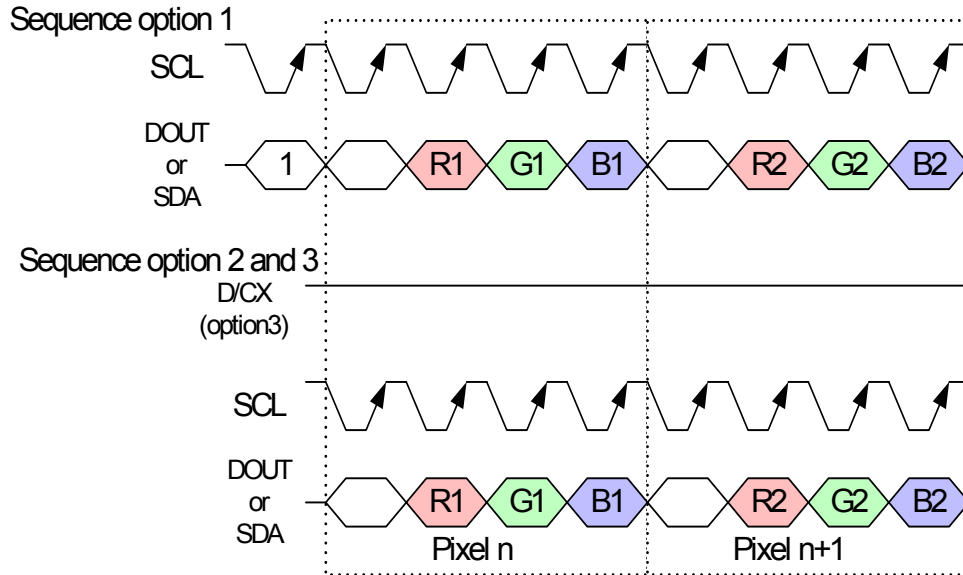 Sequence option 1
SCL
DOUT
or
SDA
1 R1 G1 B1 R2 G2 B2
Sequence option 2 and 3
D/CX
(option3)
SCL
DOUT
or
SDA
R1 G1 B1 R2 G2 B2
Pixel n Pixel n+1